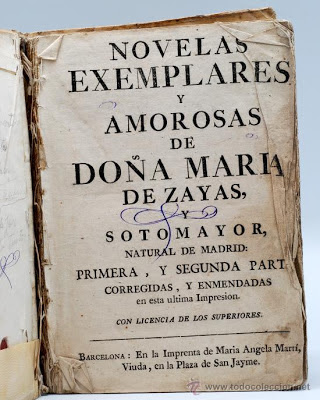 NOVELAS
EXEMPLARES
Y
AMOROSAS
DE
DOÑA MARIA
DE ZAYAS,
Y
SOTOMAYOR,
NATURAL DE MADRID:
PRIMERA, Y SEGUNDA PART
CORREGIDAS, Y ENMENDADAS
en esta ultima Impresion.
CON LICENCIA DE LOS SUPERIORES.
BARCELONA: En la Imprenta de Maria Angela Martí,
Viuda, en la Plaza de San Jayme.
www.todocoleccion.net